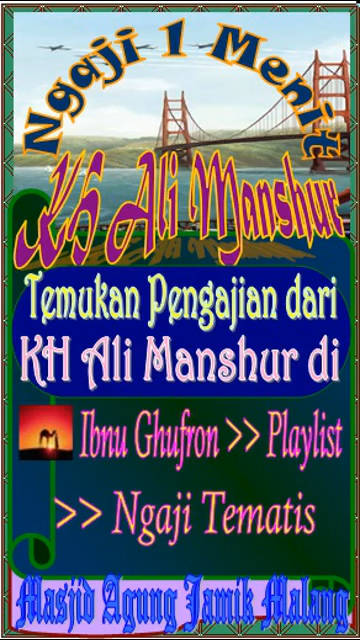 Ngaji 1 Menit
KH Ali Manshur
Temukan Pengajian dari
KH Ali Manshur di
Ibnu Ghufron >> Playlist
>> Ngaji Tematis
Masjid Agung Jamik Malang